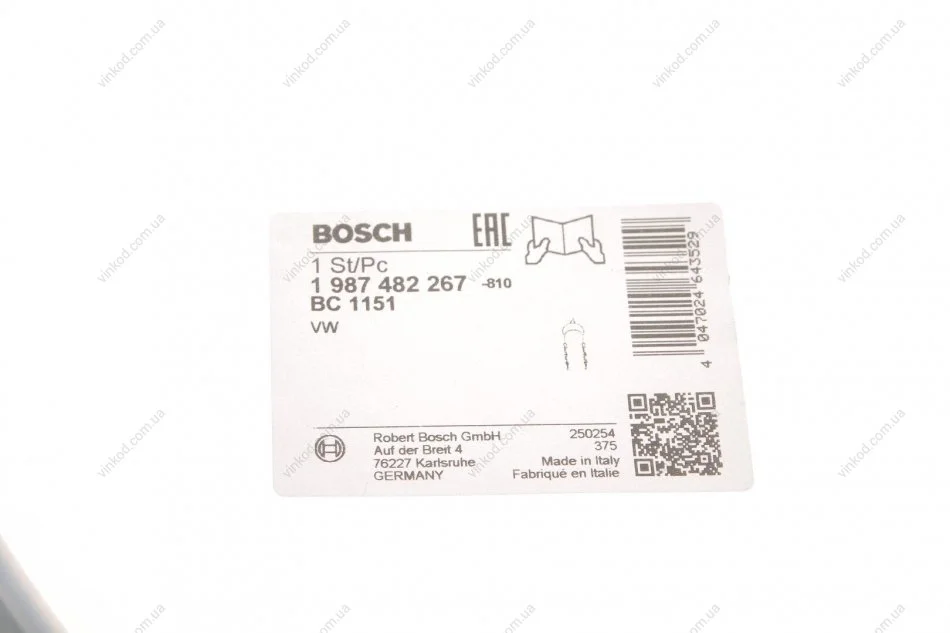 BOSCH
EAC
1 St/Pc
1 987 482 267 -810
BC 1151
VW
4 047024 643529
Robert Bosch GmbH
Auf der Breit 4
76227 Karlsruhe
GERMANY
250254
375
Made in Italy
Fabriqué en Italie
vinkod.com.ua